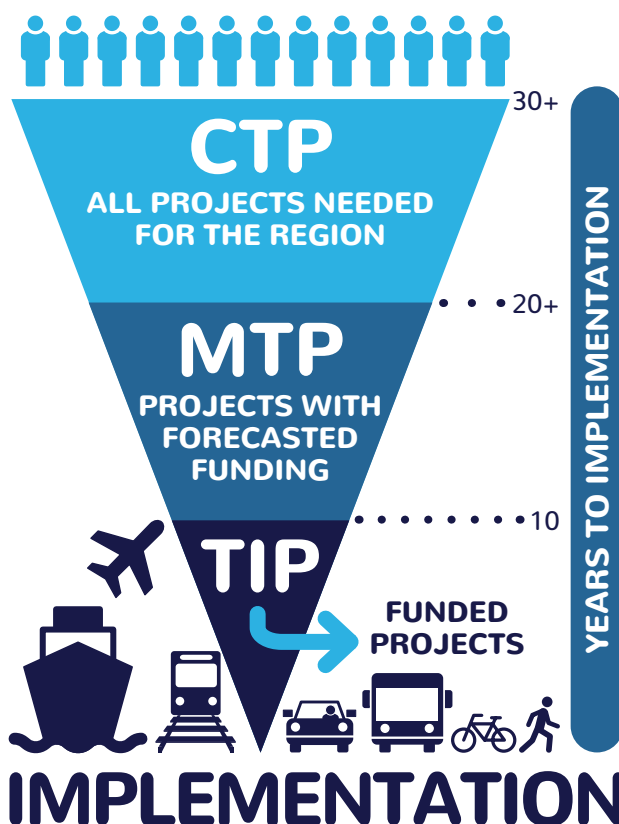 30+
CTP
ALL PROJECTS NEEDED
FOR THE REGION
20+
MTP
PROJECTS WITH
FORECASTED
FUNDING
10
TIP
FUNDED
PROJECTS
YEARS TO IMPLEMENTATION
IMPLEMENTATION